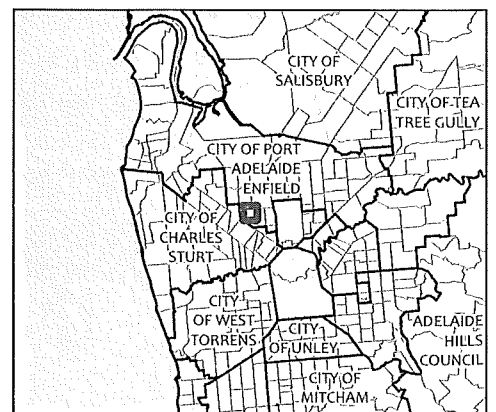 CITY OF
SALISBURY
CITY OF TEA
TREE GULLY
CITY OF PORT
ADELAIDE
ENFIELD
CITY OF
CHARLES
STURT
CITY
OF WEST
TORRENS
CITY
OF UNLEY
ADELAIDE
HILLS
COUNCIL
CITY OF
MITCHAM